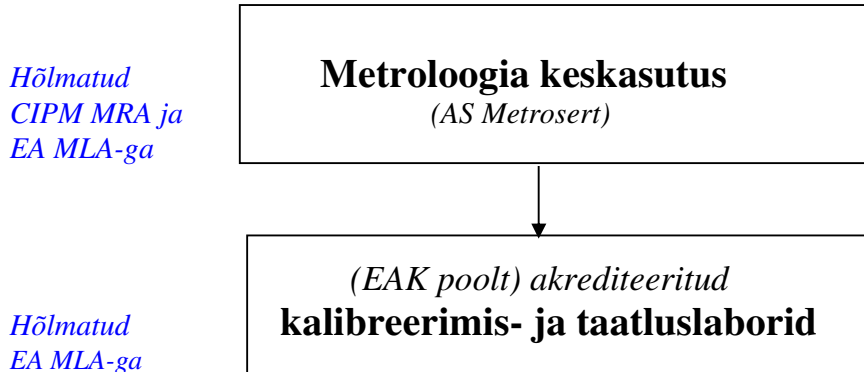 Hõlmatud
CIPM MRA ja
EA MLA-ga
Metroloogia keskasutus
(AS Metrosert)
Hõlmatud
EA MLA-ga
(EAK poolt) akrediteeritud
kalibreerimis- ja taatluslaborid